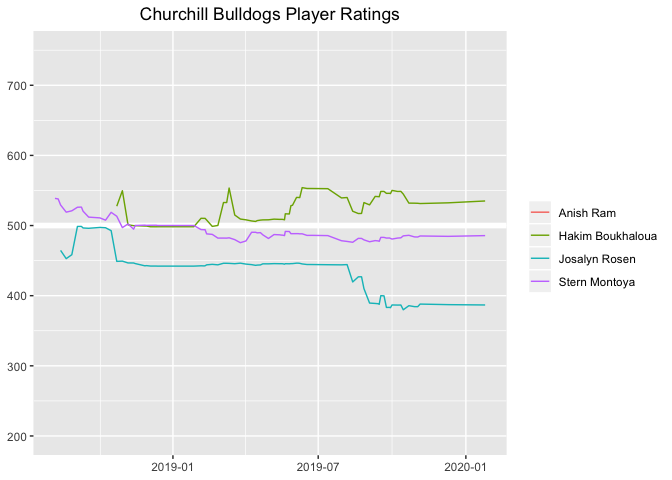 Churchill Bulldogs Player Ratings
700
600
500
400
300
200
2019-01
2019-07
2020-01
Anish Ram
Hakim Boukhaloua
Josalyn Rosen
Stern Montoya